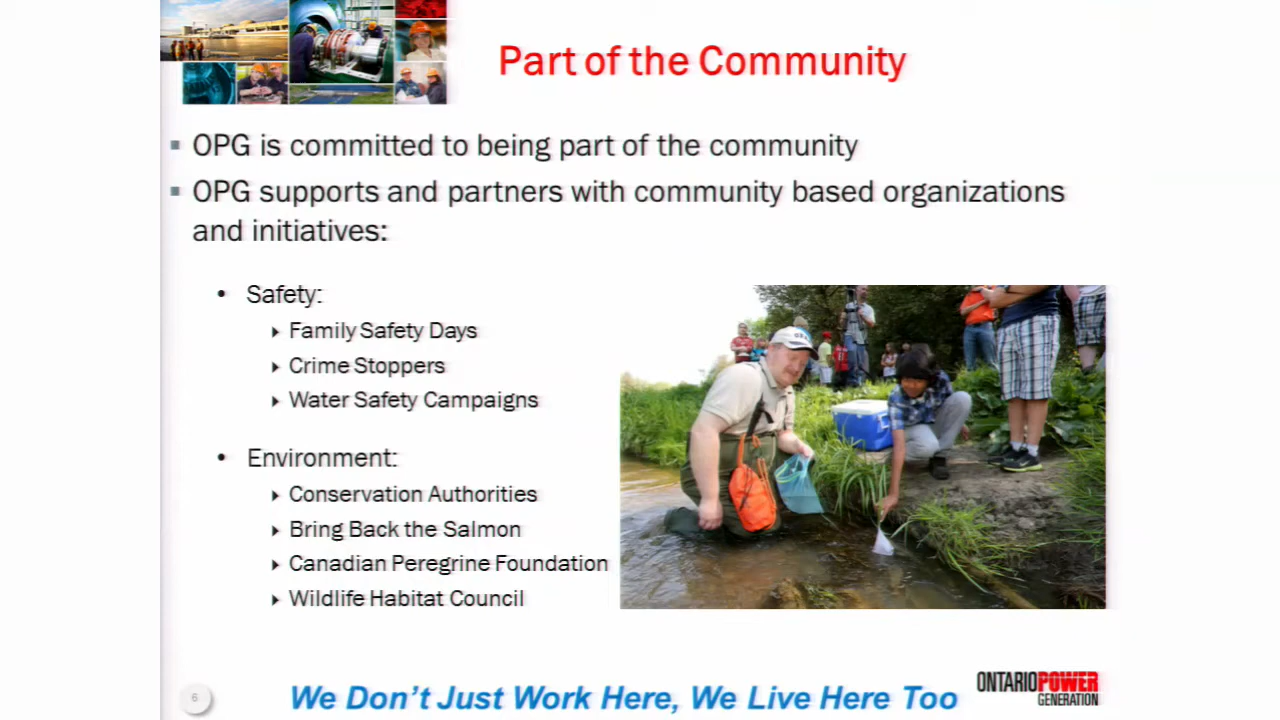 Part of the Community
OPG is committed to being part of the community
OPG supports and partners with community based organizations
and initiatives:
Safety:
Family Safety Days
Crime Stoppers
Water Safety Campaigns
Environment:
Conservation Authorities
Bring Back the Salmon
Canadian Peregrine Foundation
Wildlife Habitat Council
6
We Don't Just Work Here, We Live Here Too
ONTARIOPOWER
GENERATION